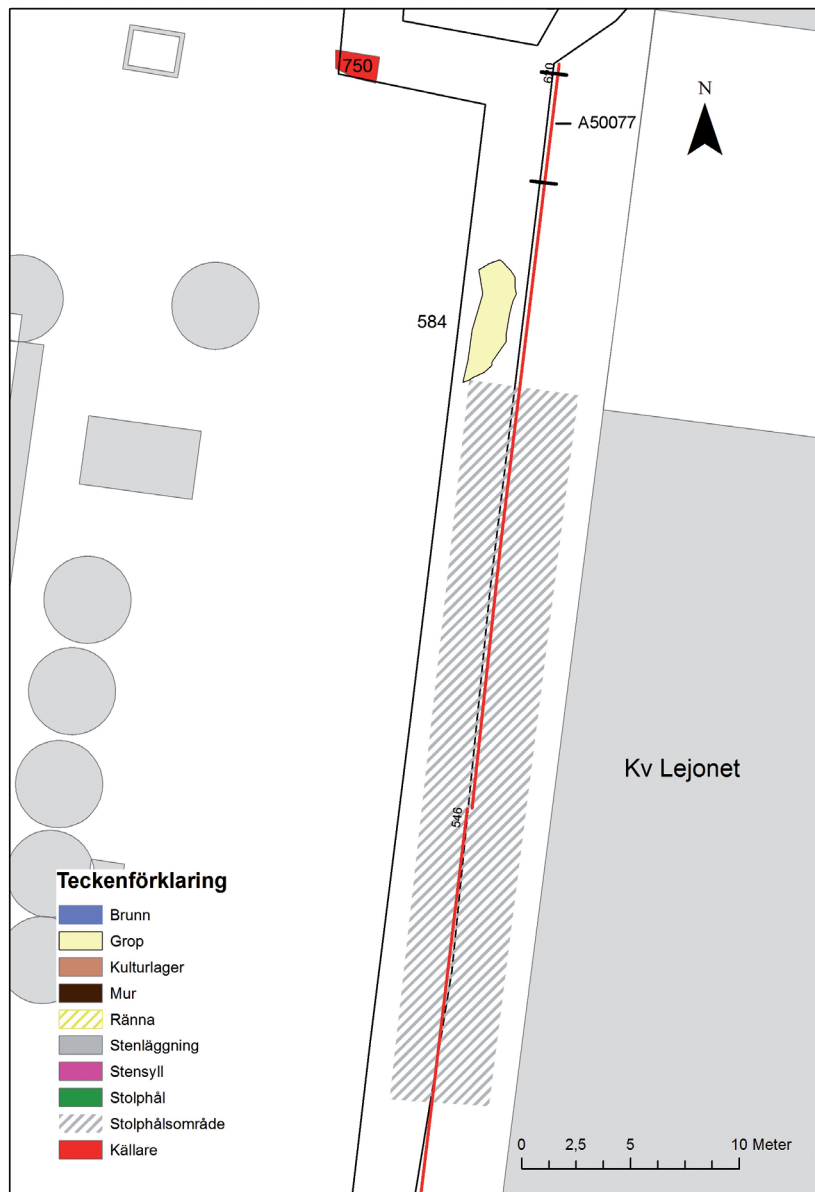 750
610
A50077
N
584
Kv Lejonet
546
Teckenförklaring
Brunn
Grop
Kulturlager
Mur
Ränna
Stenläggning
Stensyll
Stolphål
Stolphålsområde
Källare
0 2,5 5 10 Meter